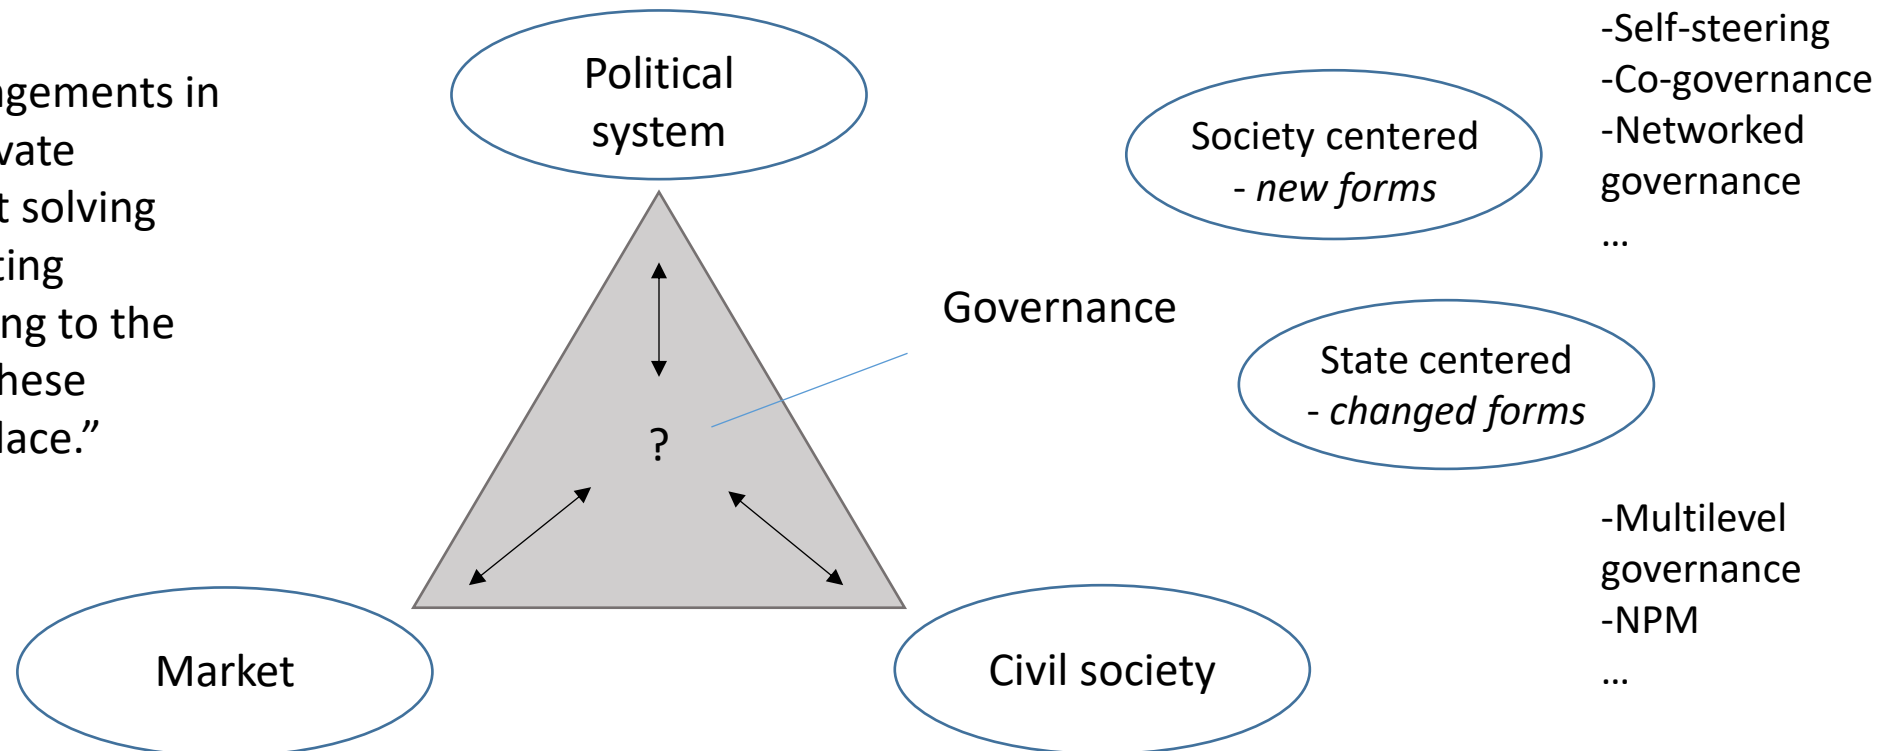 ngements in
vate
t solving
ting
ng to the
hese
lace.”
Political
system
Society centered
- new forms
-Self-steering
-Co-governance
-Networked
governance
...
Governance
State centered
- changed forms
?
-Multilevel
governance
-NPM
...
Market
Civil society